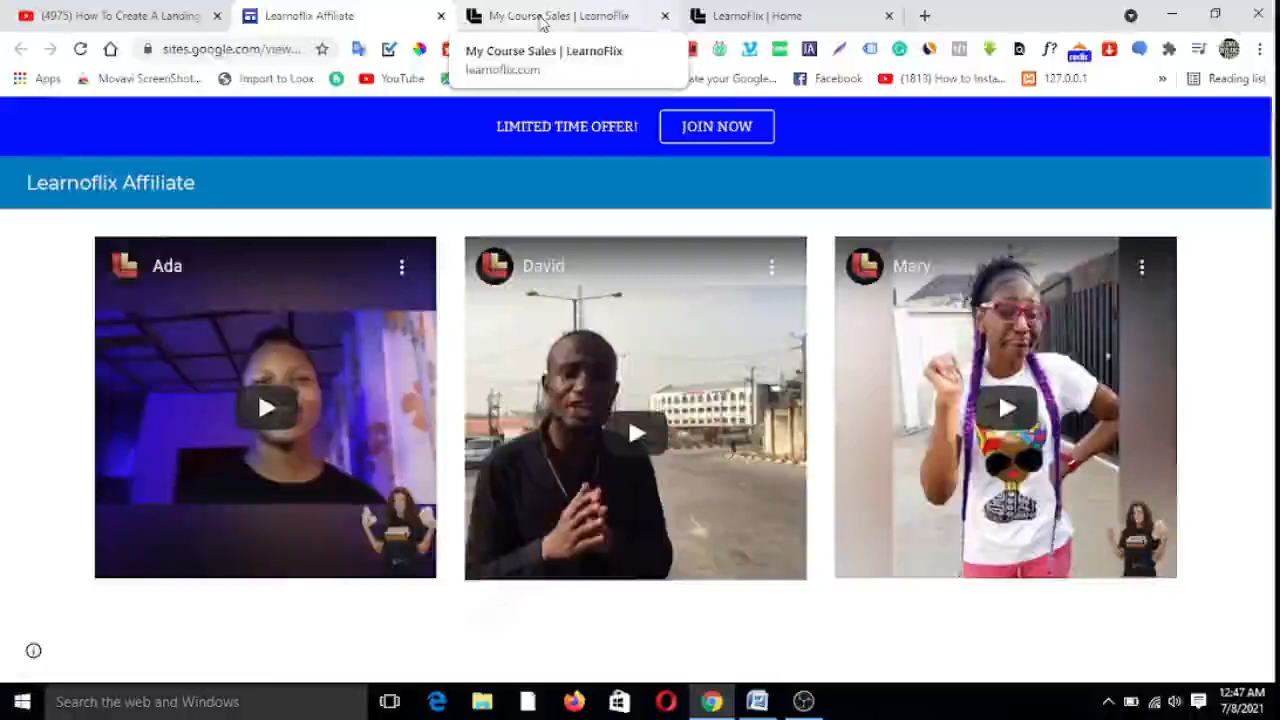 (4975) How To Create A Landing
Learnoflix Affiliate
My Course Sales | LearnoFlix
LearnoFlix | Home
sites.google.com/view...
My Course Sales | LearnoFlix
learnoflix.com
Apps
Movavi ScreenShot...
Import to Loox
YouTube
ate your Google...
Facebook
(1813) How to Insta...
127.0.0.1
»
Reading list
LIMITED TIME OFFER!
JOIN NOW
Learnoflix Affiliate
Ada
David
Mary
Search the web and Windows
12:47 AM
7/8/2021